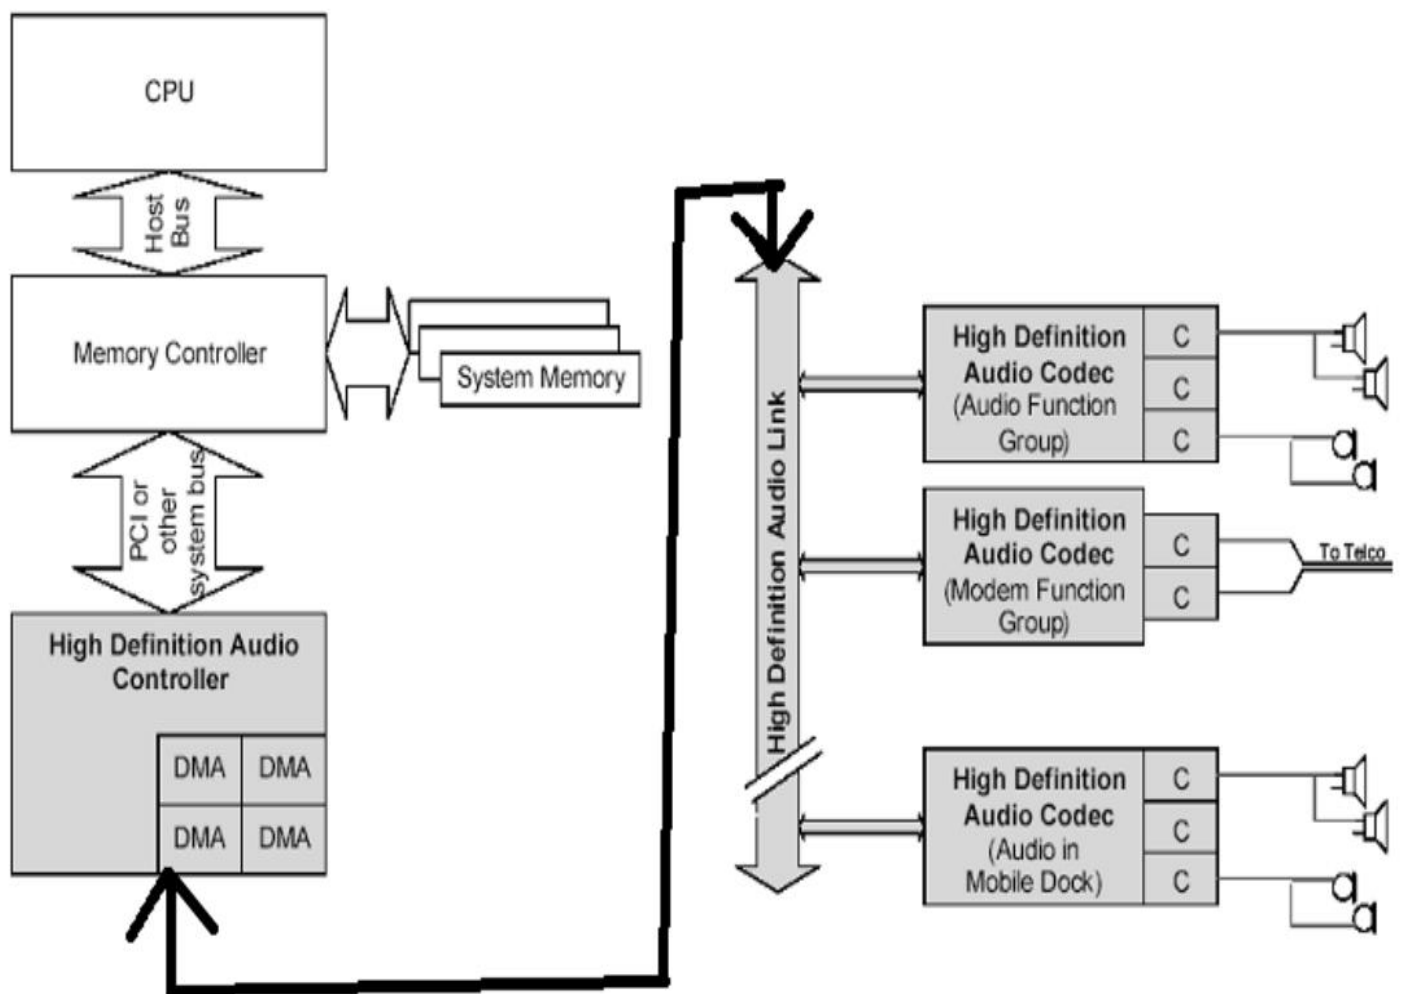 CPU
Host
Bus
Memory Controller
System Memory
PCI or
other
system bus
High Definition Audio
Controller
DMA
DMA
DMA
DMA
High Definition Audio Link
High Definition
Audio Codec
(Audio Function
Group)
C
C
C
High Definition
Audio Codec
(Modem Function
Group)
C
C
To Telco
High Definition
Audio Codec
(Audio in
Mobile Dock)
C
C
C